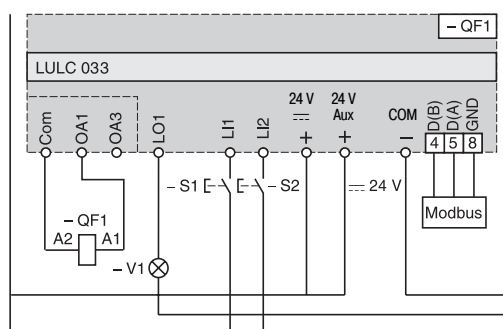 – QF1
LULC 033
Com
OA1
OA3
LO1
LI1
LI2
24 V
+
24 V
Aux
+
COM
–
D(B)
D(A)
GND
4
5
8
– S1
– S2
24 V
Modbus
– QF1
A2
A1
– V1